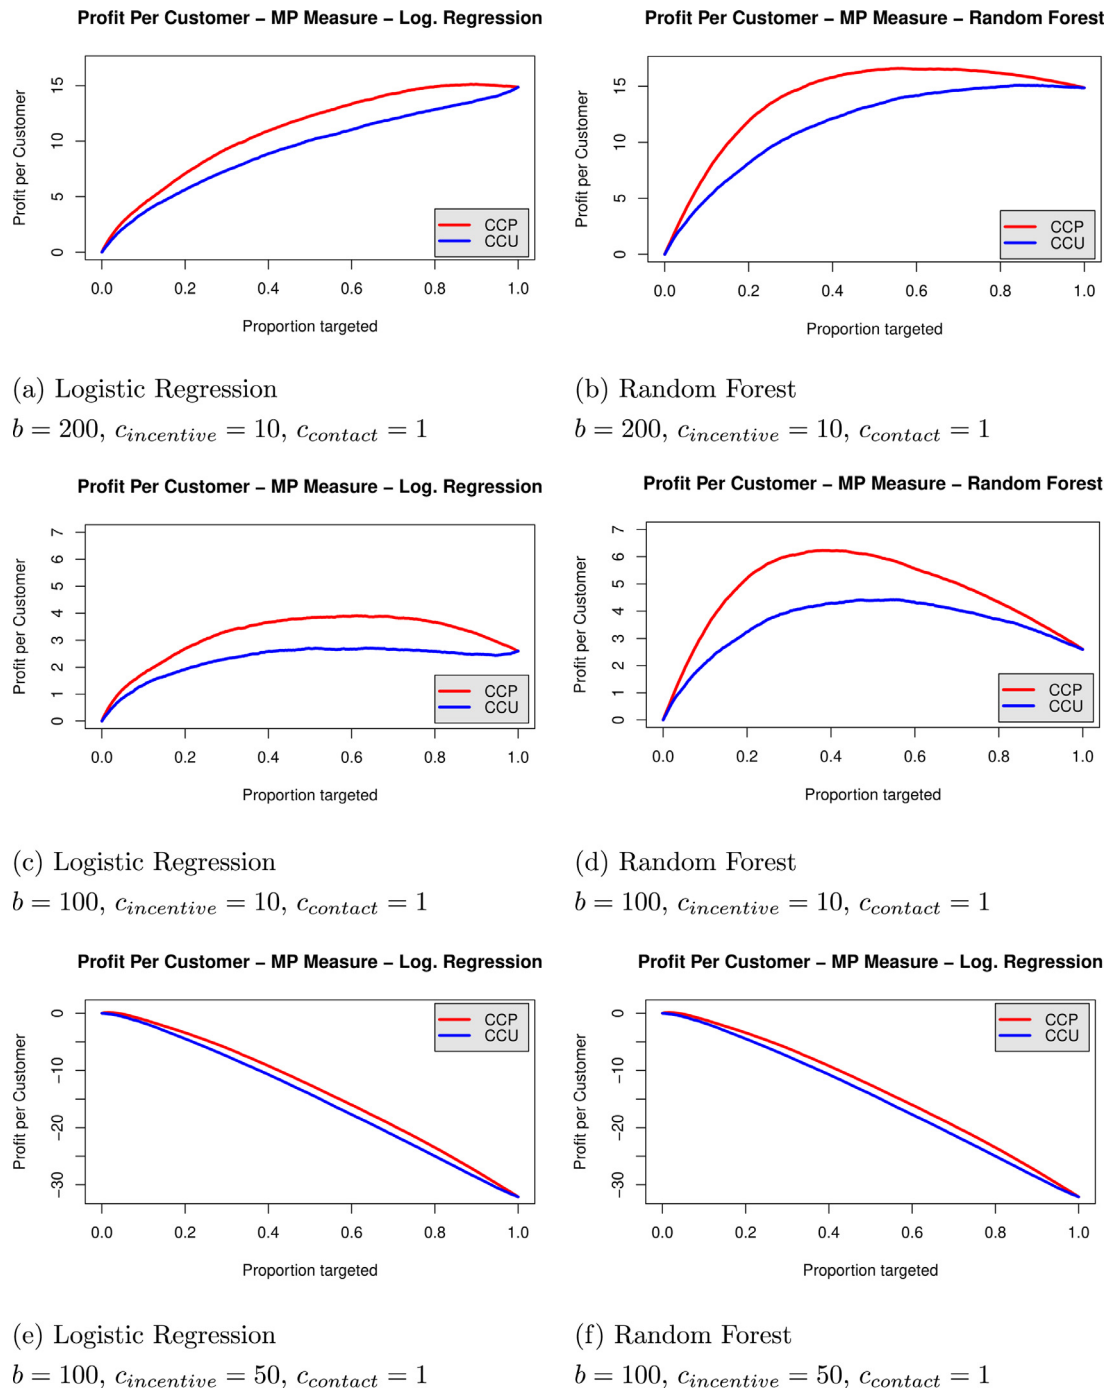 Profit Per Customer – MP Measure – Log. Regression
Profit per Customer
15
10
5
0
CCP
CCU
0.0 0.2 0.4 0.6 0.8 1.0
Proportion targeted
(a) Logistic Regression
b = 200, c_incentive = 10, c_contact = 1
Profit Per Customer – MP Measure – Random Forest
Profit per Customer
15
10
5
0
CCP
CCU
0.0 0.2 0.4 0.6 0.8 1.0
Proportion targeted
(b) Random Forest
b = 200, c_incentive = 10, c_contact = 1
Profit Per Customer – MP Measure – Log. Regression
Profit per Customer
7
6
5
4
3
2
1
0
CCP
CCU
0.0 0.2 0.4 0.6 0.8 1.0
Proportion targeted
(c) Logistic Regression
b = 100, c_incentive = 10, c_contact = 1
Profit Per Customer – MP Measure – Random Forest
Profit per Customer
7
6
5
4
3
2
1
0
CCP
CCU
0.0 0.2 0.4 0.6 0.8 1.0
Proportion targeted
(d) Random Forest
b = 100, c_incentive = 10, c_contact = 1
Profit Per Customer – MP Measure – Log. Regression
Profit per Customer
0
−10
−20
−30
CCP
CCU
0.0 0.2 0.4 0.6 0.8 1.0
Proportion targeted
(e) Logistic Regression
b = 100, c_incentive = 50, c_contact = 1
Profit Per Customer – MP Measure – Log. Regression
Profit per Customer
0
−10
−20
−30
CCP
CCU
0.0 0.2 0.4 0.6 0.8 1.0
Proportion targeted
(f) Random Forest
b = 100, c_incentive = 50, c_contact = 1